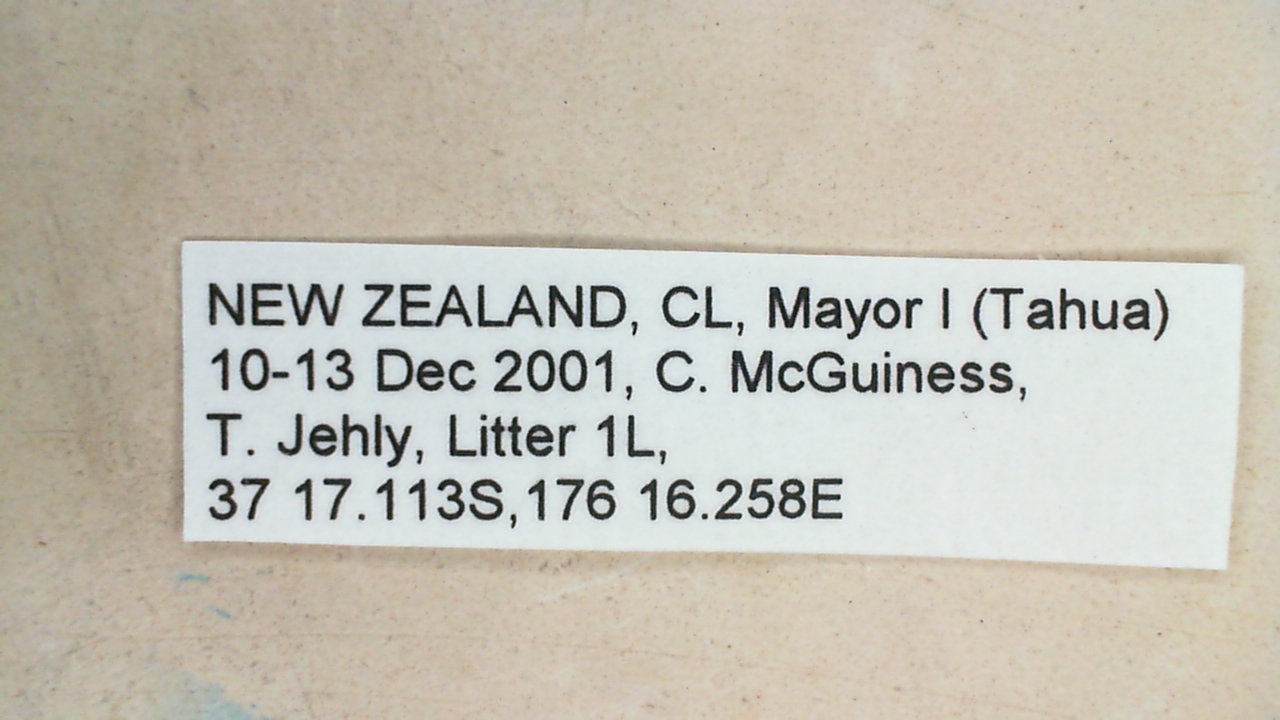 NEW ZEALAND, CL, Mayor I (Tahua)
10-13 Dec 2001, C. McGuiness,
T. Jehly, Litter 1L,
37 17.113S,176 16.258E